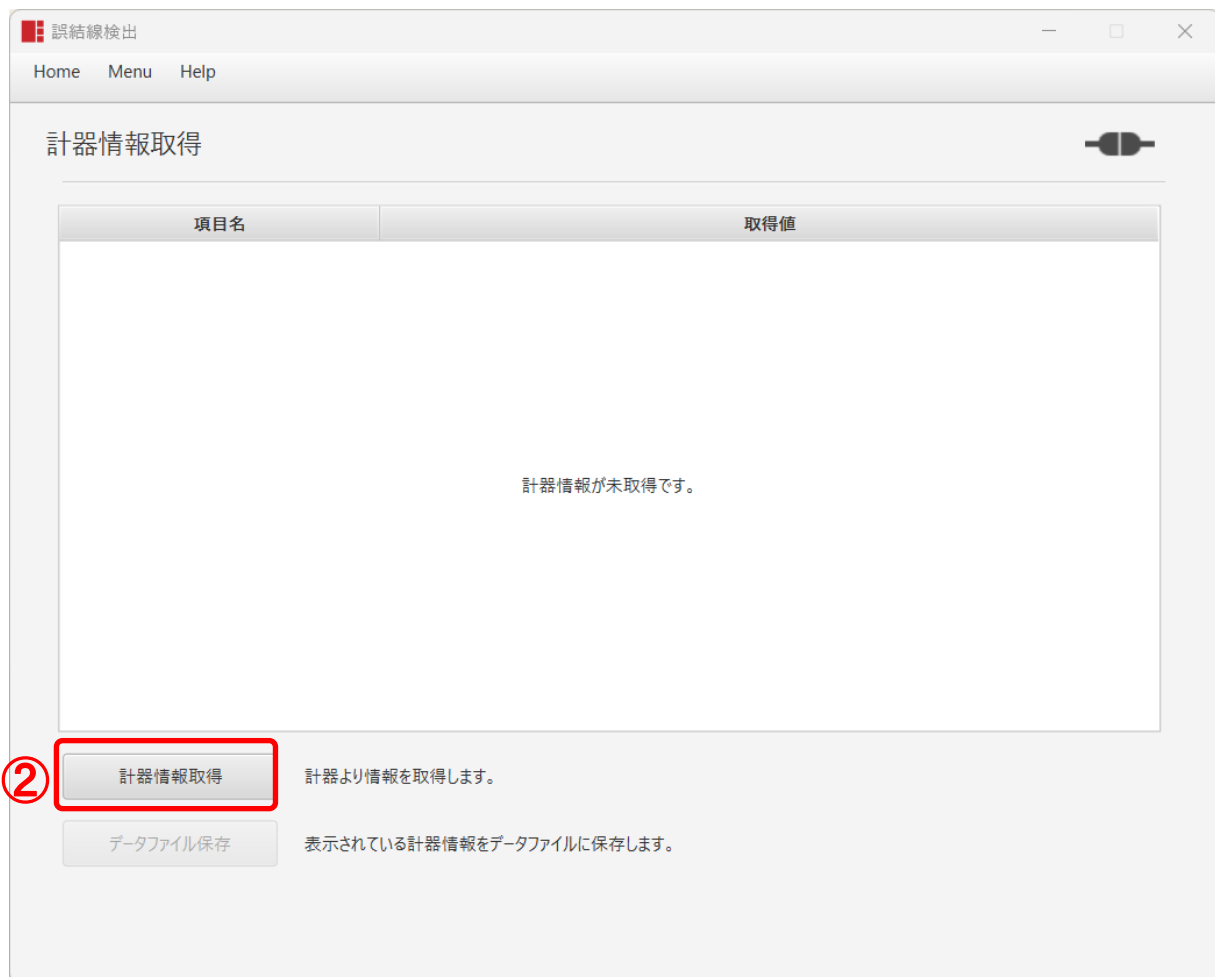 誤結線検出
Home Menu Help
計器情報取得
項目名 取得値
計器情報が未取得です。
② 計器情報取得 計器より情報を取得します。
データファイル保存 表示されている計器情報をデータファイルに保存します。